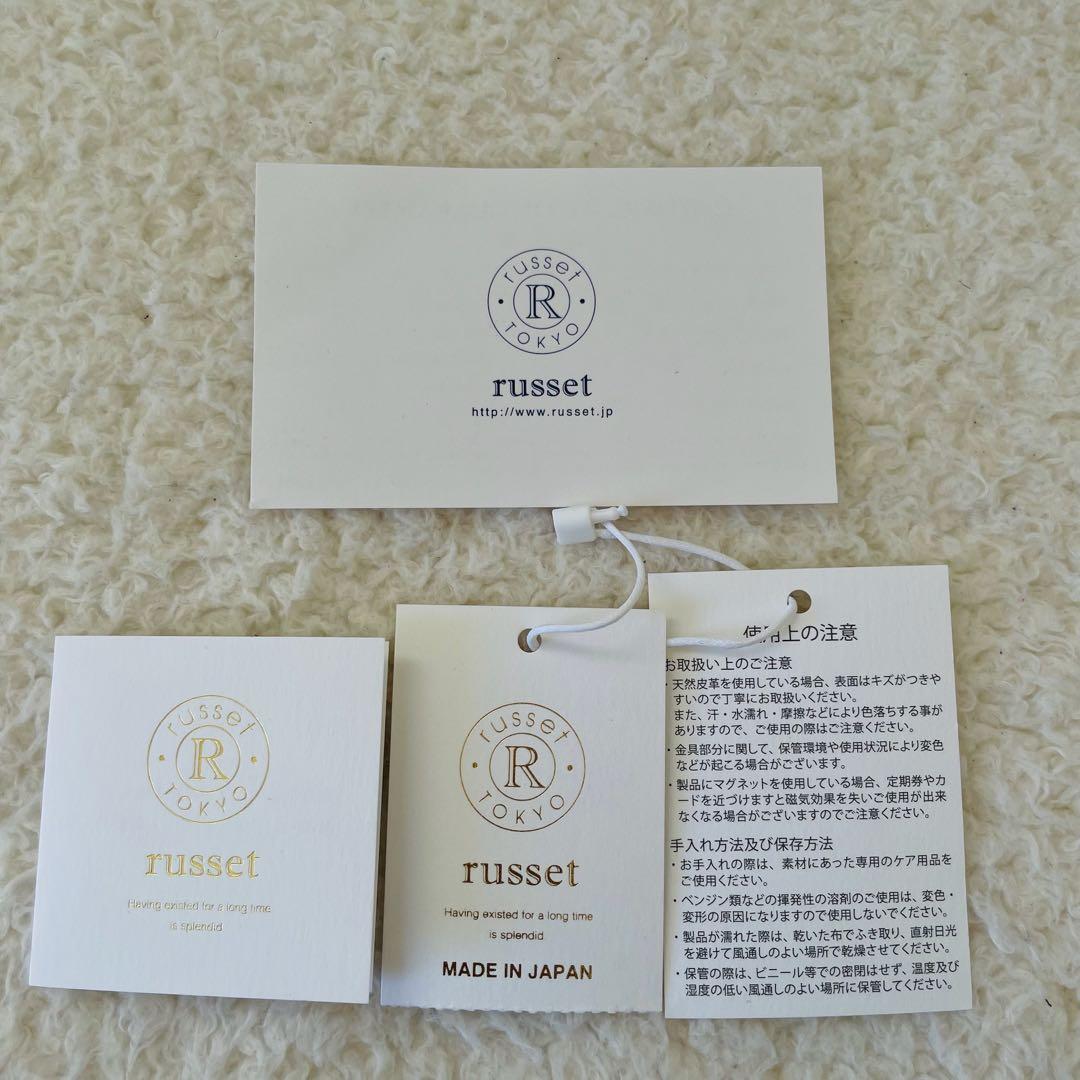 russet
R
TOKYO
russet
http://www.russet.jp
russet
R
TOKYO
russet
Having existed for a long time
is splendid
russet
R
TOKYO
russet
Having existed for a long time
is splendid
MADE IN JAPAN
使用上の注意
お取扱い上のご注意
・天然皮革を使用している場合、表面はキズがつきや
すいので丁寧にお取扱いください。
また、汗・水濡れ・摩擦などにより色落ちする事が
ありますので、ご使用の際はご注意ください。
・金具部分に関して、保管環境や使用状況により変色
などが起こる場合がございます。
・製品にマグネットを使用している場合、定期券やカ
ードを近づけますと磁気効果を失いご使用が出来
なくなる場合がございますのでご注意ください。
手入れ方法及び保存方法
・お手入れの際は、素材にあった専用のケア用品を
ご使用ください。
・ベンジン類などの揮発性の溶剤のご使用は、変色・
変形の原因になりますので使用しないでください。
・製品が濡れた際は、乾いた布でふき取り、直射日光
を避けて風通しのよい場所で乾燥させてください。
・保管の際は、ビニール等での密閉はせず、温度及び
湿度の低い風通しのよい場所に保管してください。